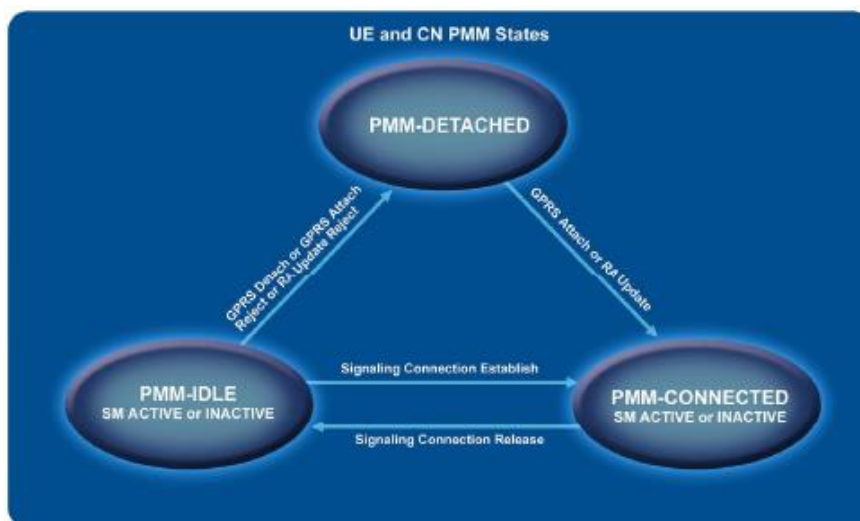 UE and CN PMM States
PMM-DETACHED
GPRS Detach or GPRS Attach
Reject or RA Update Reject
GPRS Attach or RA Update
PMM-IDLE
SM ACTIVE or INACTIVE
Signaling Connection Establish
PMM-CONNECTED
SM ACTIVE or INACTIVE
Signaling Connection Release